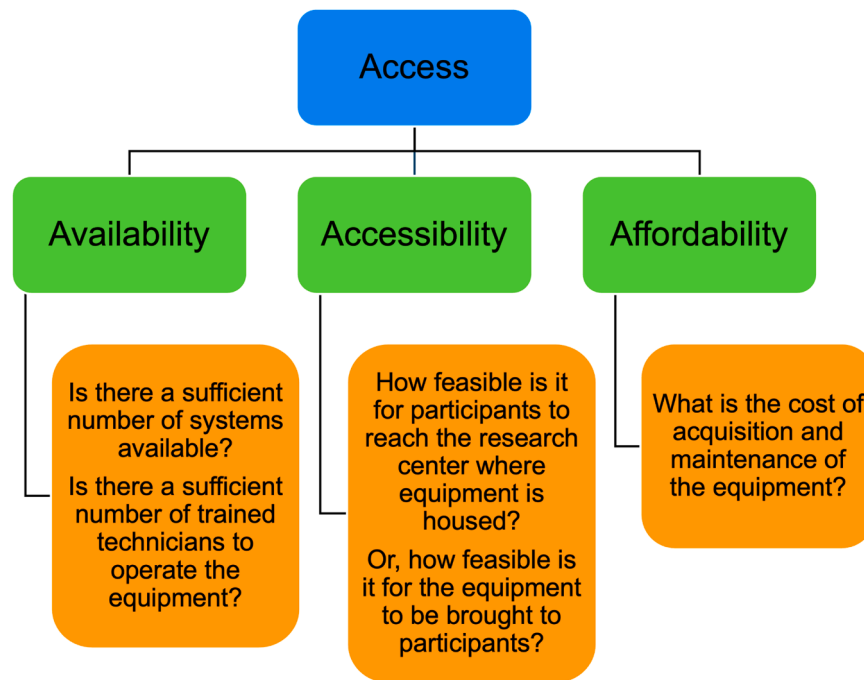 Access
Availability
Accessibility
Affordability
Is there a sufficient
number of systems
available?
Is there a sufficient
number of trained
technicians to
operate the
equipment?
How feasible is it
for participants to
reach the research
center where
equipment is
housed?
Or, how feasible is
it for the equipment
to be brought to
participants?
What is the cost of
acquisition and
maintenance of
the equipment?